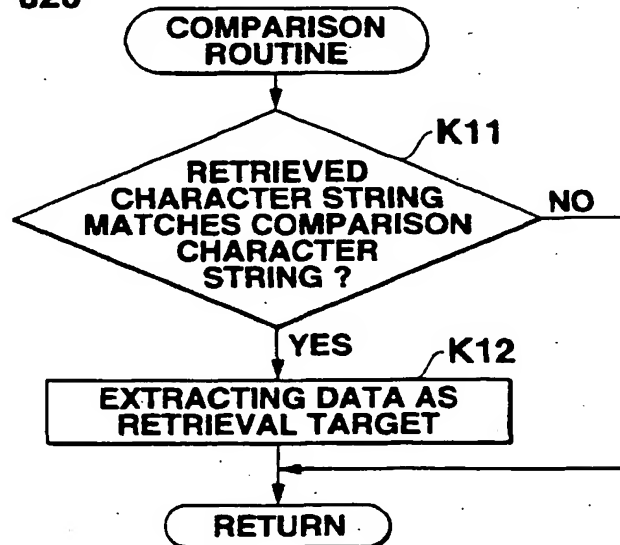 COMPARISON
ROUTINE
K11
RETRIEVED
CHARACTER STRING
MATCHES COMPARISON
CHARACTER
STRING ?
NO
YES
K12
EXTRACTING DATA AS
RETRIEVAL TARGET
RETURN